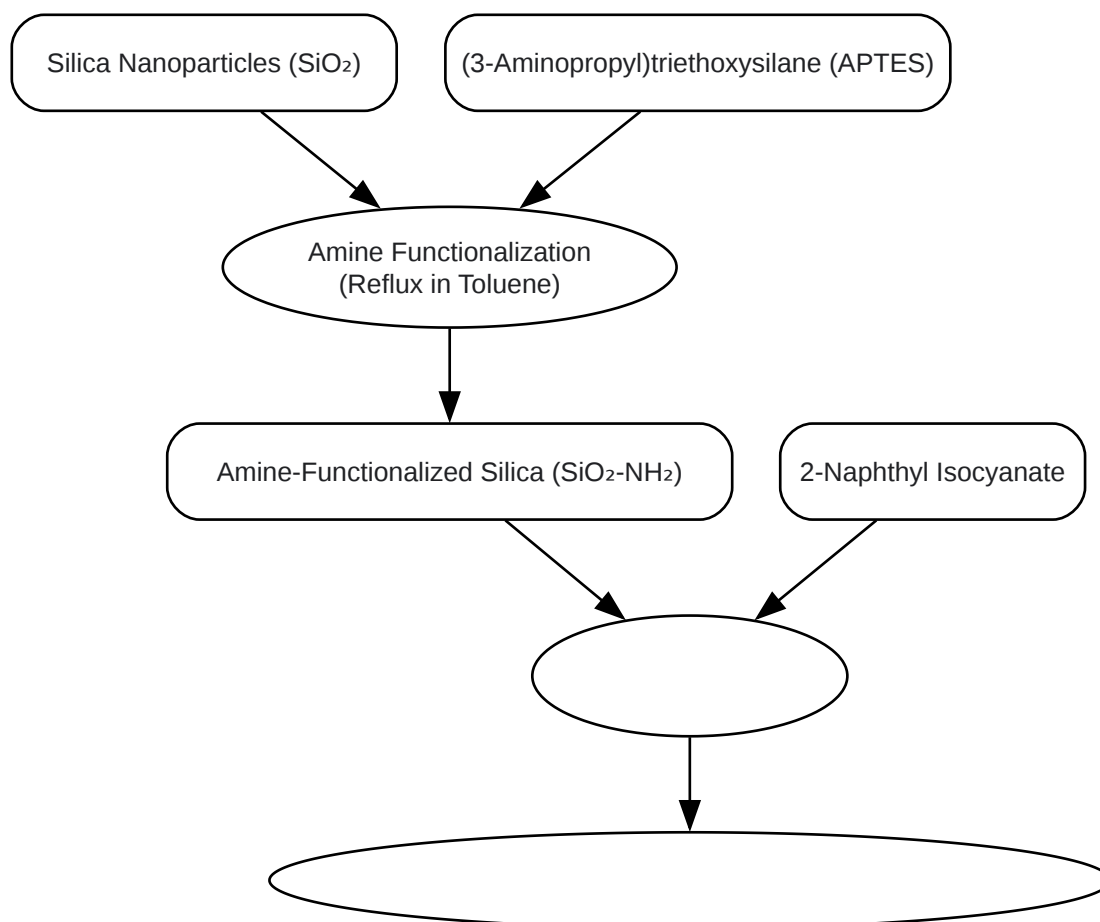 Silica Nanoparticles (SiO₂)
(3-Aminopropyl)triethoxysilane (APTES)
Amine Functionalization
(Reflux in Toluene)
Amine-Functionalized Silica (SiO₂-NH₂)
2-Naphthyl Isocyanate